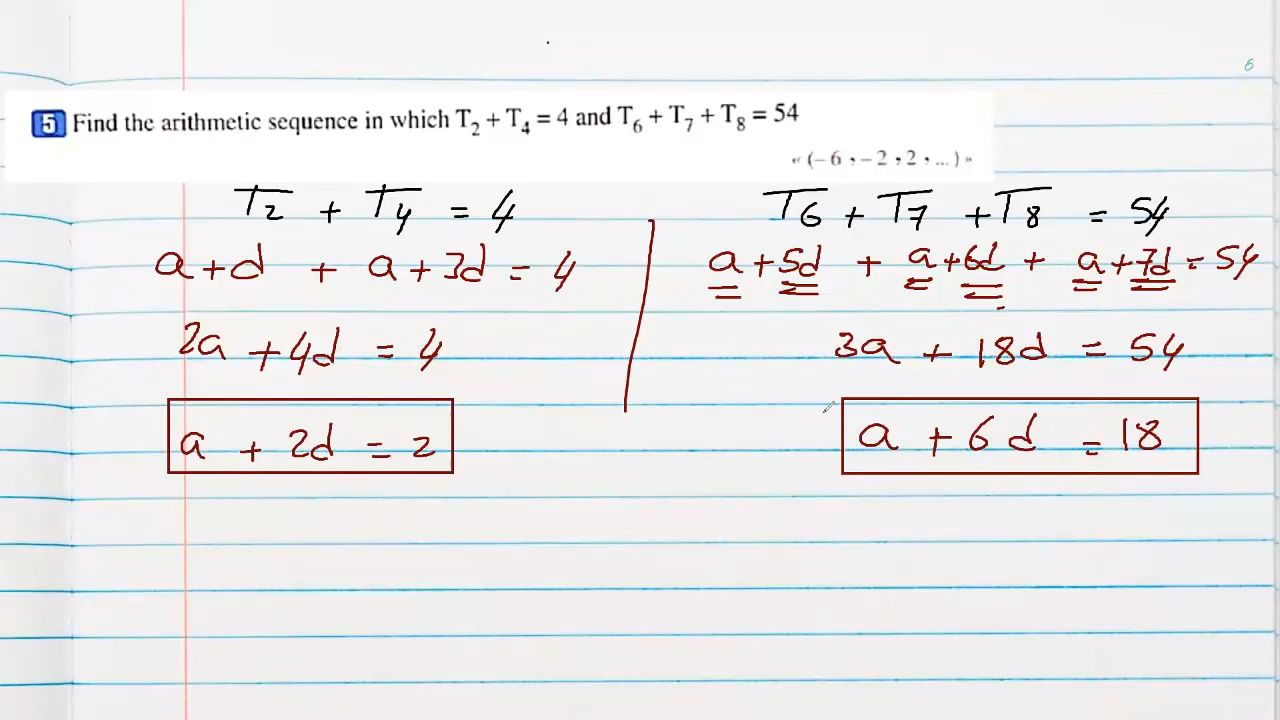 6
5 Find the arithmetic sequence in which T₂ + T₄ = 4 and T₆ + T₇ + T₈ = 54
« (– 6 , – 2 , 2 , ...) »
T2 + T4 = 4
a + d + a + 3d = 4
2a + 4d = 4
a + 2d = 2
T6 + T7 + T8 = 54
a + 5d + a + 6d + a + 7d = 54
3a + 18d = 54
a + 6d = 18